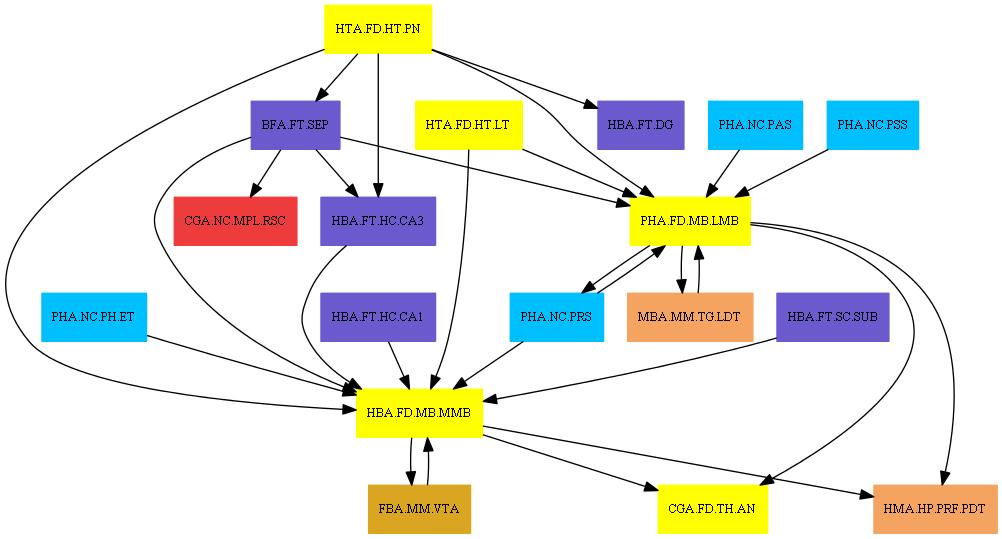 HTA.FD.HT.PN
BFA.FT.SEP
HTA.FD.HT.LT
HBA.FT.DG
PHA.NC.PAS
PHA.NC.PSS
CGA.NC.MPL.RSC
HBA.FT.HC.CA3
PHA.FD.MB.LMB
PHA.NC.PH.ET
HBA.FT.HC.CA1
PHA.NC.PRS
MBA.MM.TG.LDT
HBA.FT.SC.SUB
HBA.FD.MB.MMB
FBA.MM.VTA
CGA.FD.TH.AN
HMA.HP.PRF.PDT